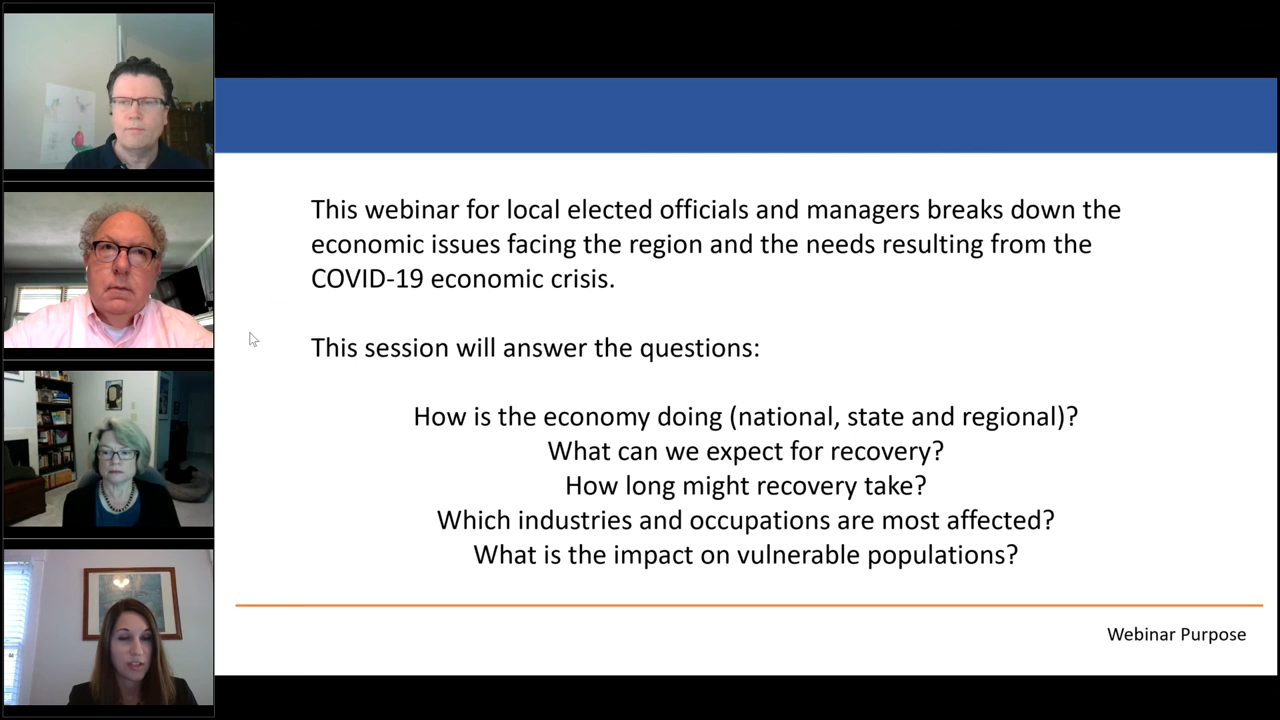 This webinar for local elected officials and managers breaks down the
economic issues facing the region and the needs resulting from the
COVID-19 economic crisis.
This session will answer the questions:
How is the economy doing (national, state and regional)?
What can we expect for recovery?
How long might recovery take?
Which industries and occupations are most affected?
What is the impact on vulnerable populations?
Webinar Purpose